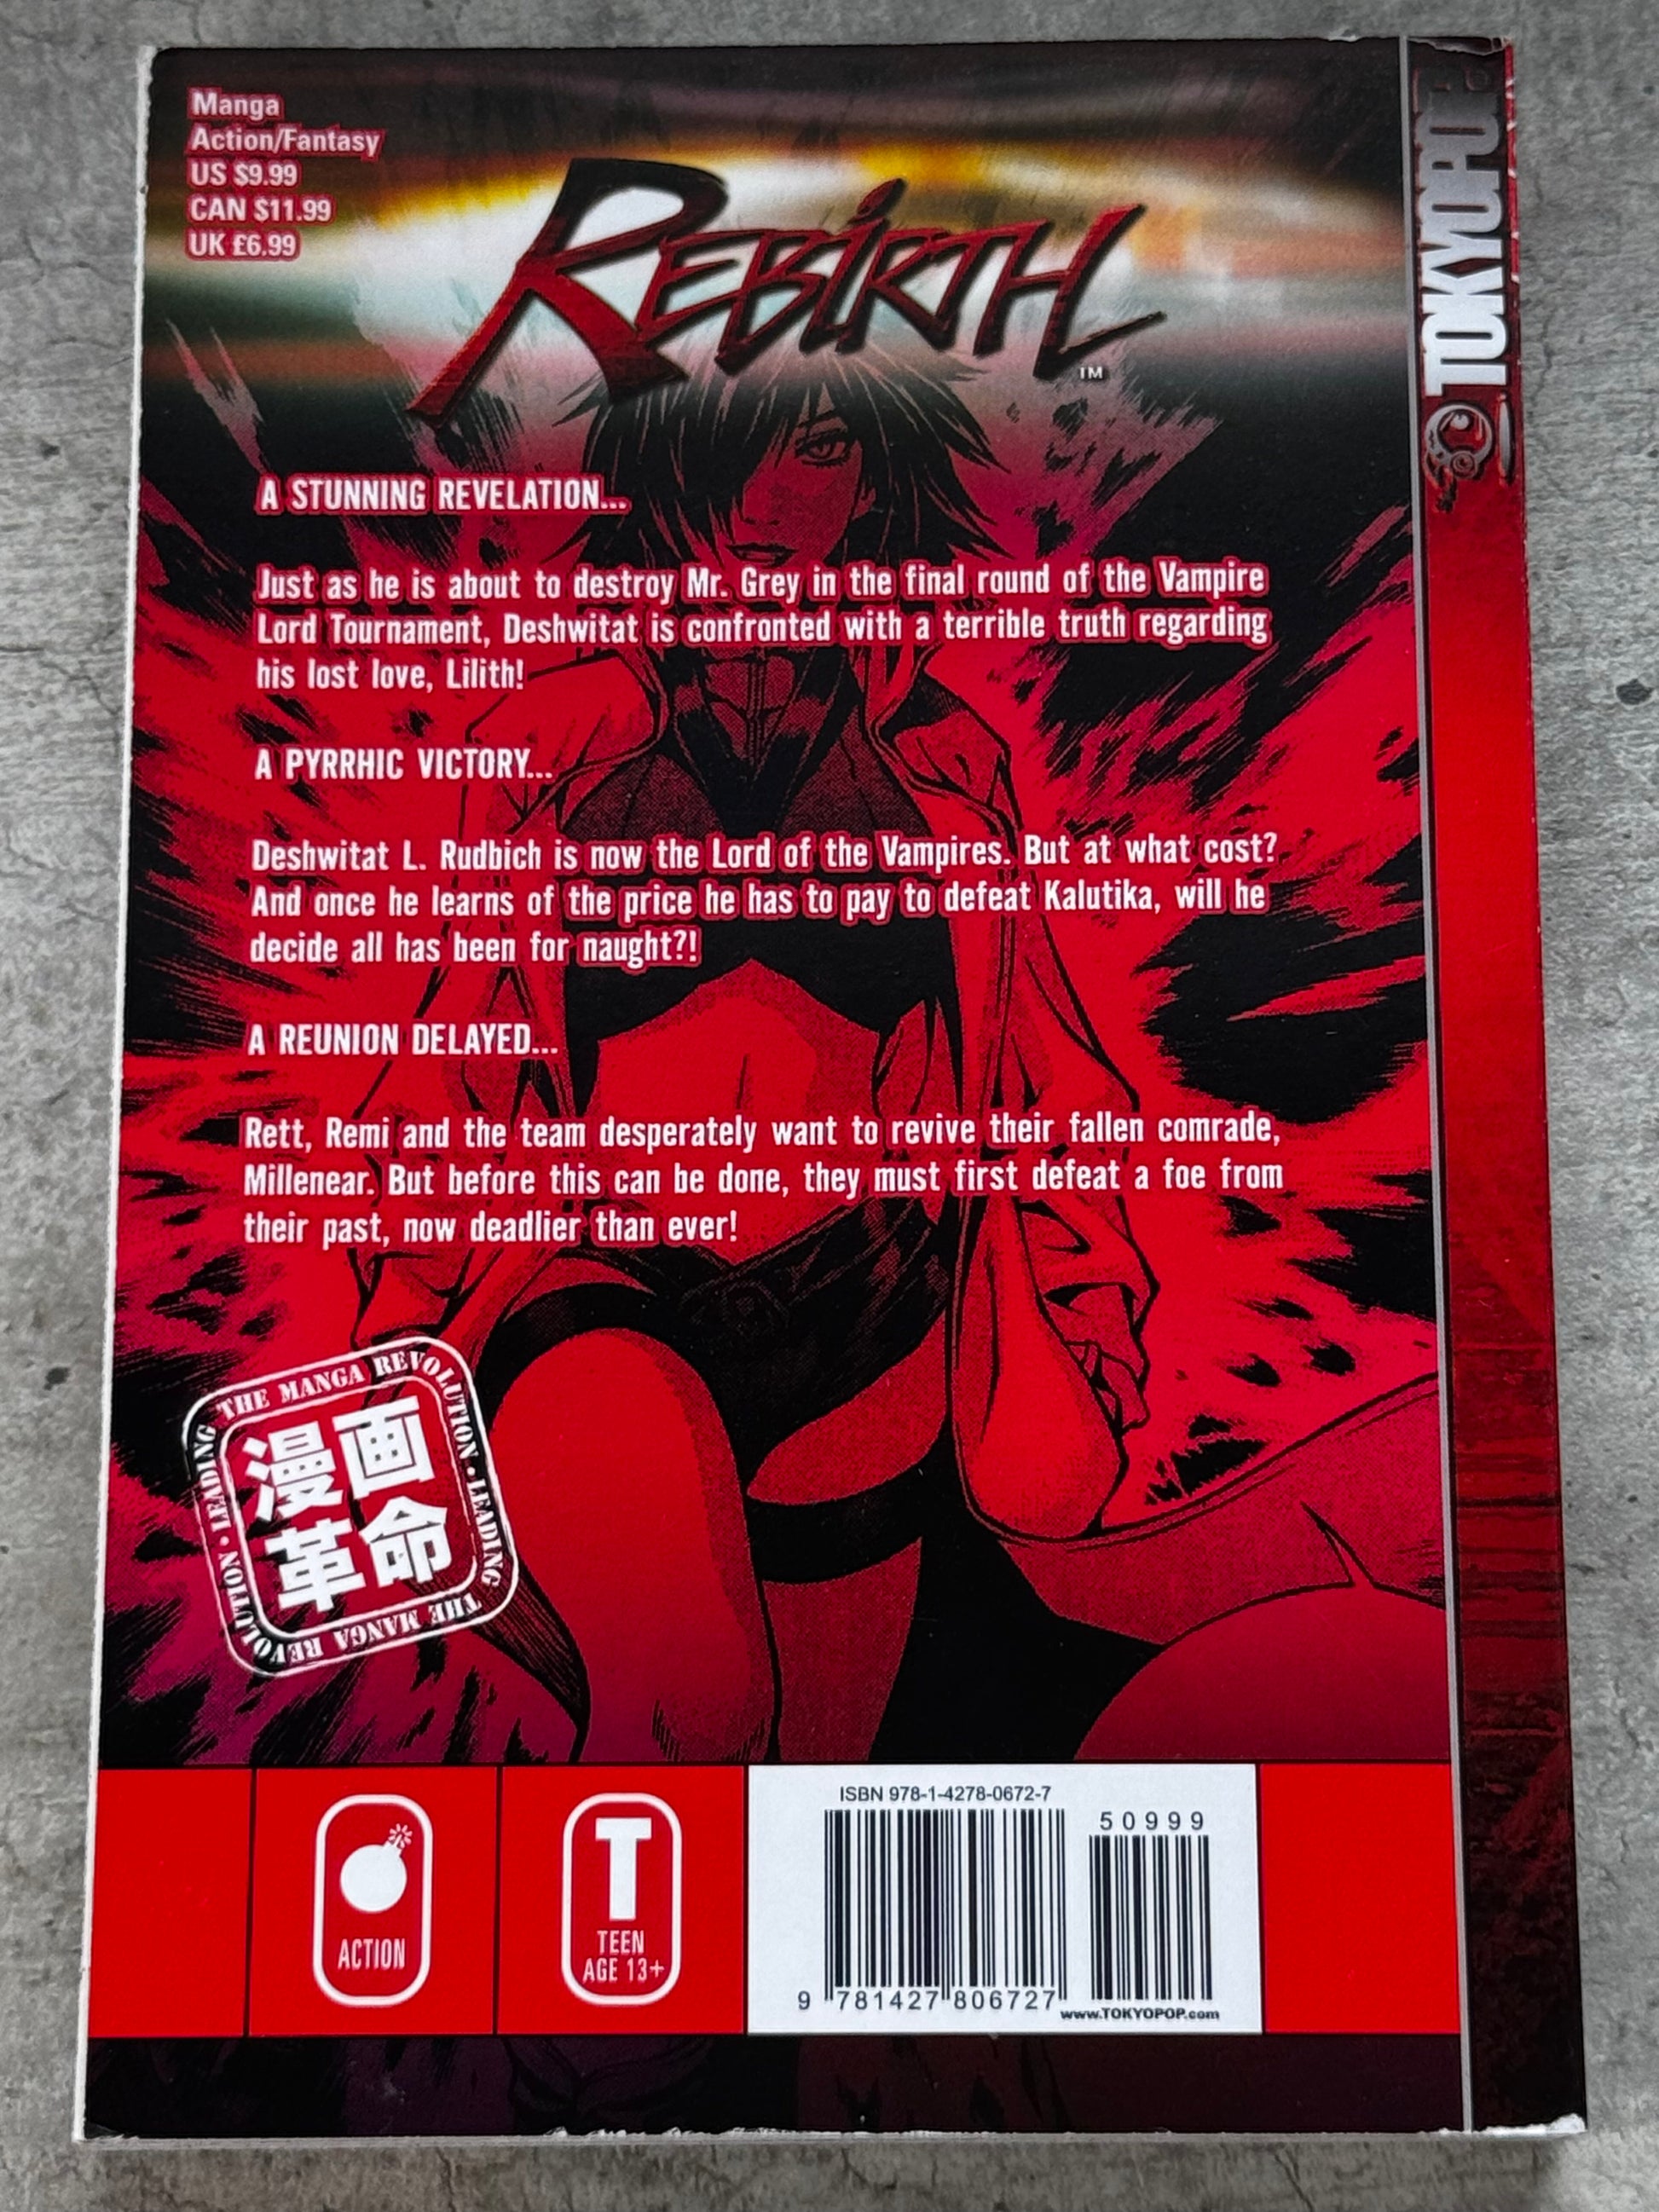 Manga
Action/Fantasy
US $9.99
CAN $11.99
UK £6.99
REBIRTH
TM
TOKYOPOP
A STUNNING REVELATION...
Just as he is about to destroy Mr. Grey in the final round of the Vampire
Lord Tournament, Deshwitat is confronted with a terrible truth regarding
his lost love, Lilith!
A PYRRHIC VICTORY...
Deshwitat L. Rudbich is now the Lord of the Vampires. But at what cost?
And once he learns of the price he has to pay to defeat Kalutika, will he
decide all has been for naught?!
A REUNION DELAYED...
Rett, Remi and the team desperately want to revive their fallen comrade,
Millenear. But before this can be done, they must first defeat a foe from
their past, now deadlier than ever!
THE MANGA REVOLUTION • LEADING THE MANGA REVOLUTION • LEADING
漫画
革命
ACTION
T
TEEN
AGE 13+
ISBN 978-1-4278-0672-7
50999
9 781427 806727
www.TOKYOPOP.com